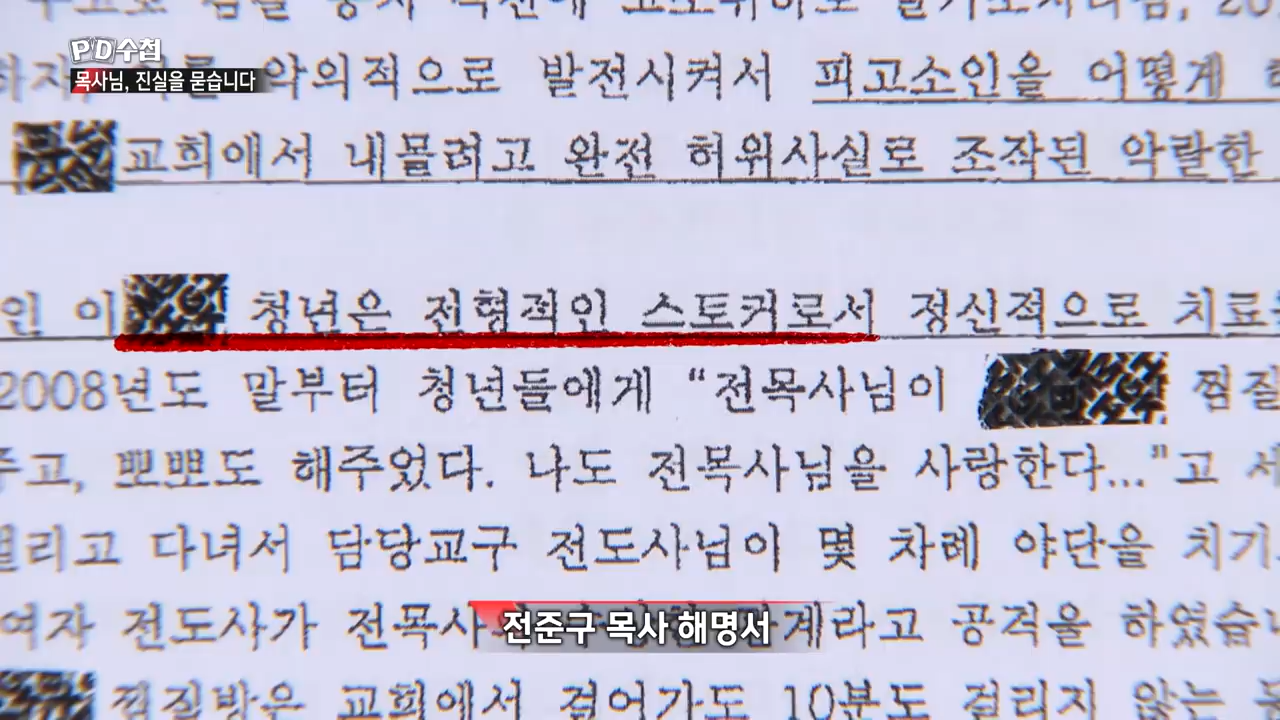 PD수첩
목사님, 진실을 묻습니다
악의적으로 발전시켜서 피고소인을 어떻게
교회에서 내몰려고 완전 허위사실로 조작된 악랄한
인 이 청년은 전형적인 스토커로서 정신적으로 치료
2008년도 말부터 청년들에게 “전목사님이 찜질
주고, 뽀뽀도 해주었다. 나도 전목사님을 사랑한다...”고
다녀서 담당교구 전도사님이 몇 차례 야단을 치기
여자 전도사가 전목사 관계라고 공격을 하였습니
전준구 목사 해명서
찜질방은 교회에서 걸어가도 10분도 걸리지 않는